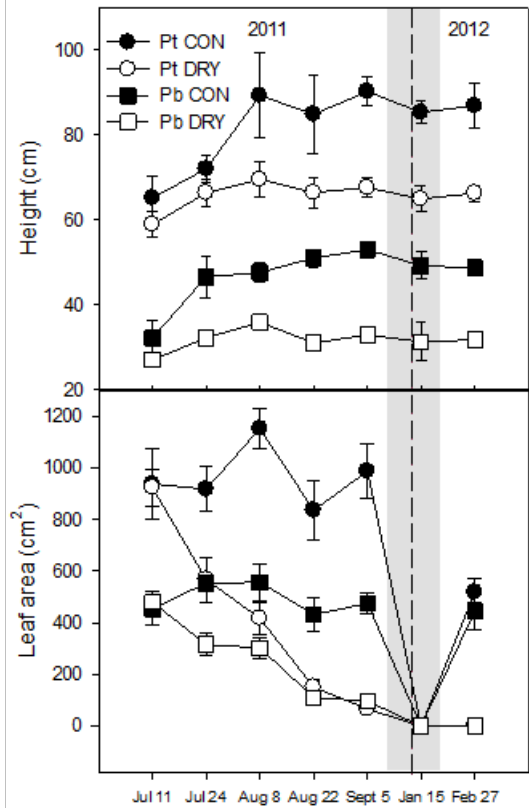 2011 2012
Pt CON
Pt DRY
Pb CON
Pb DRY
Height (cm)
100
80
60
40
20
Leaf area (cm²)
1200
1000
800
600
400
200
0
Jul 11 Jul 24 Aug 8 Aug 22 Sept 5 Jan 15 Feb 27